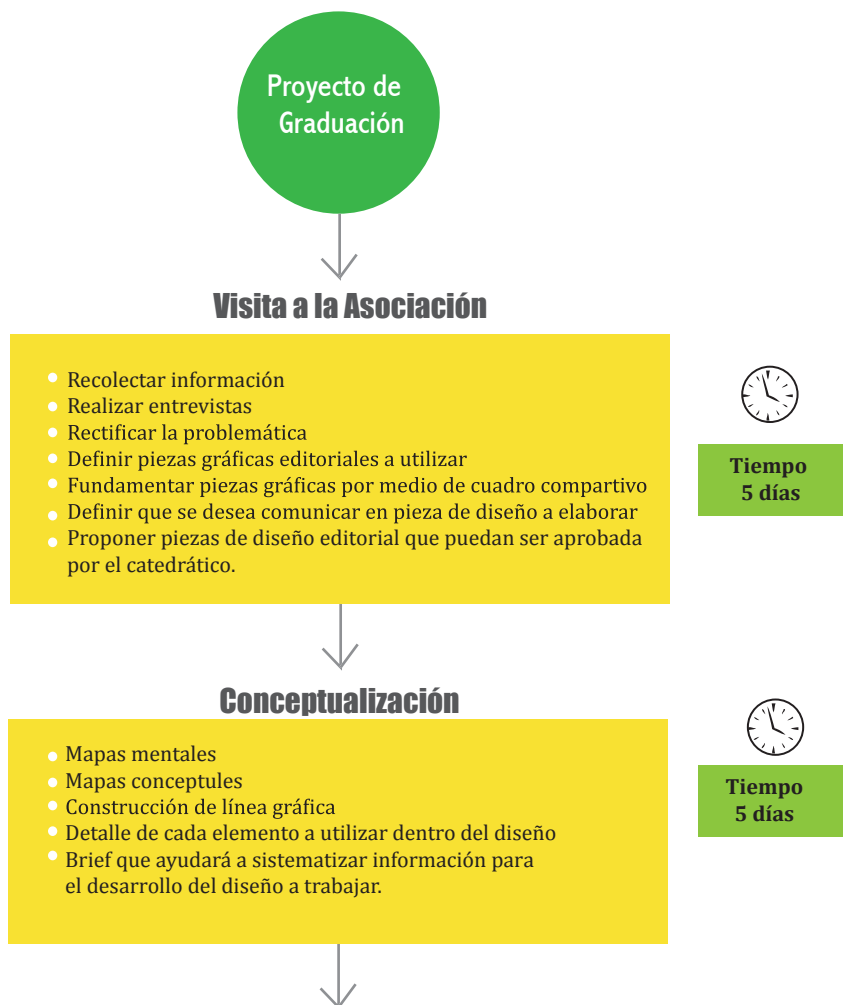 Proyecto de
Graduación
Visita a la Asociación
Recolectar información
Realizar entrevistas
Rectificar la problemática
Definir piezas gráficas editoriales a utilizar
Fundamentar piezas gráficas por medio de cuadro compartivo
Definir que se desea comunicar en pieza de diseño a elaborar
Proponer piezas de diseño editorial que puedan ser aprobada
por el catedrático.
Tiempo
5 días
Conceptualización
Mapas mentales
Mapas conceptules
Construcción de línea gráfica
Detalle de cada elemento a utilizar dentro del diseño
Brief que ayudará a sistematizar información para
el desarrollo del diseño a trabajar.
Tiempo
5 días